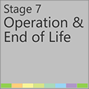 Stage 7
Operation &
End of Life